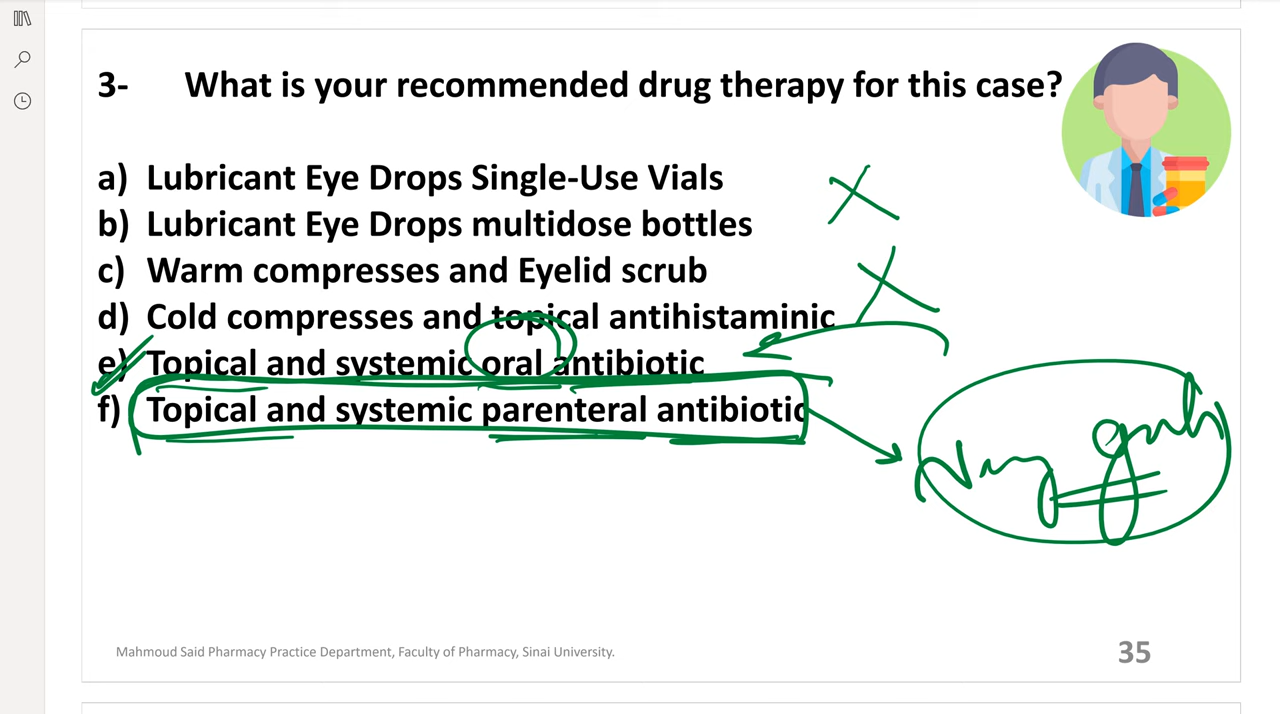 3- What is your recommended drug therapy for this case?
a) Lubricant Eye Drops Single-Use Vials
b) Lubricant Eye Drops multidose bottles
c) Warm compresses and Eyelid scrub
d) Cold compresses and topical antihistaminic
e) Topical and systemic oral antibiotic
f) Topical and systemic parenteral antibiotic
Mahmoud Said Pharmacy Practice Department, Faculty of Pharmacy, Sinai University.
35